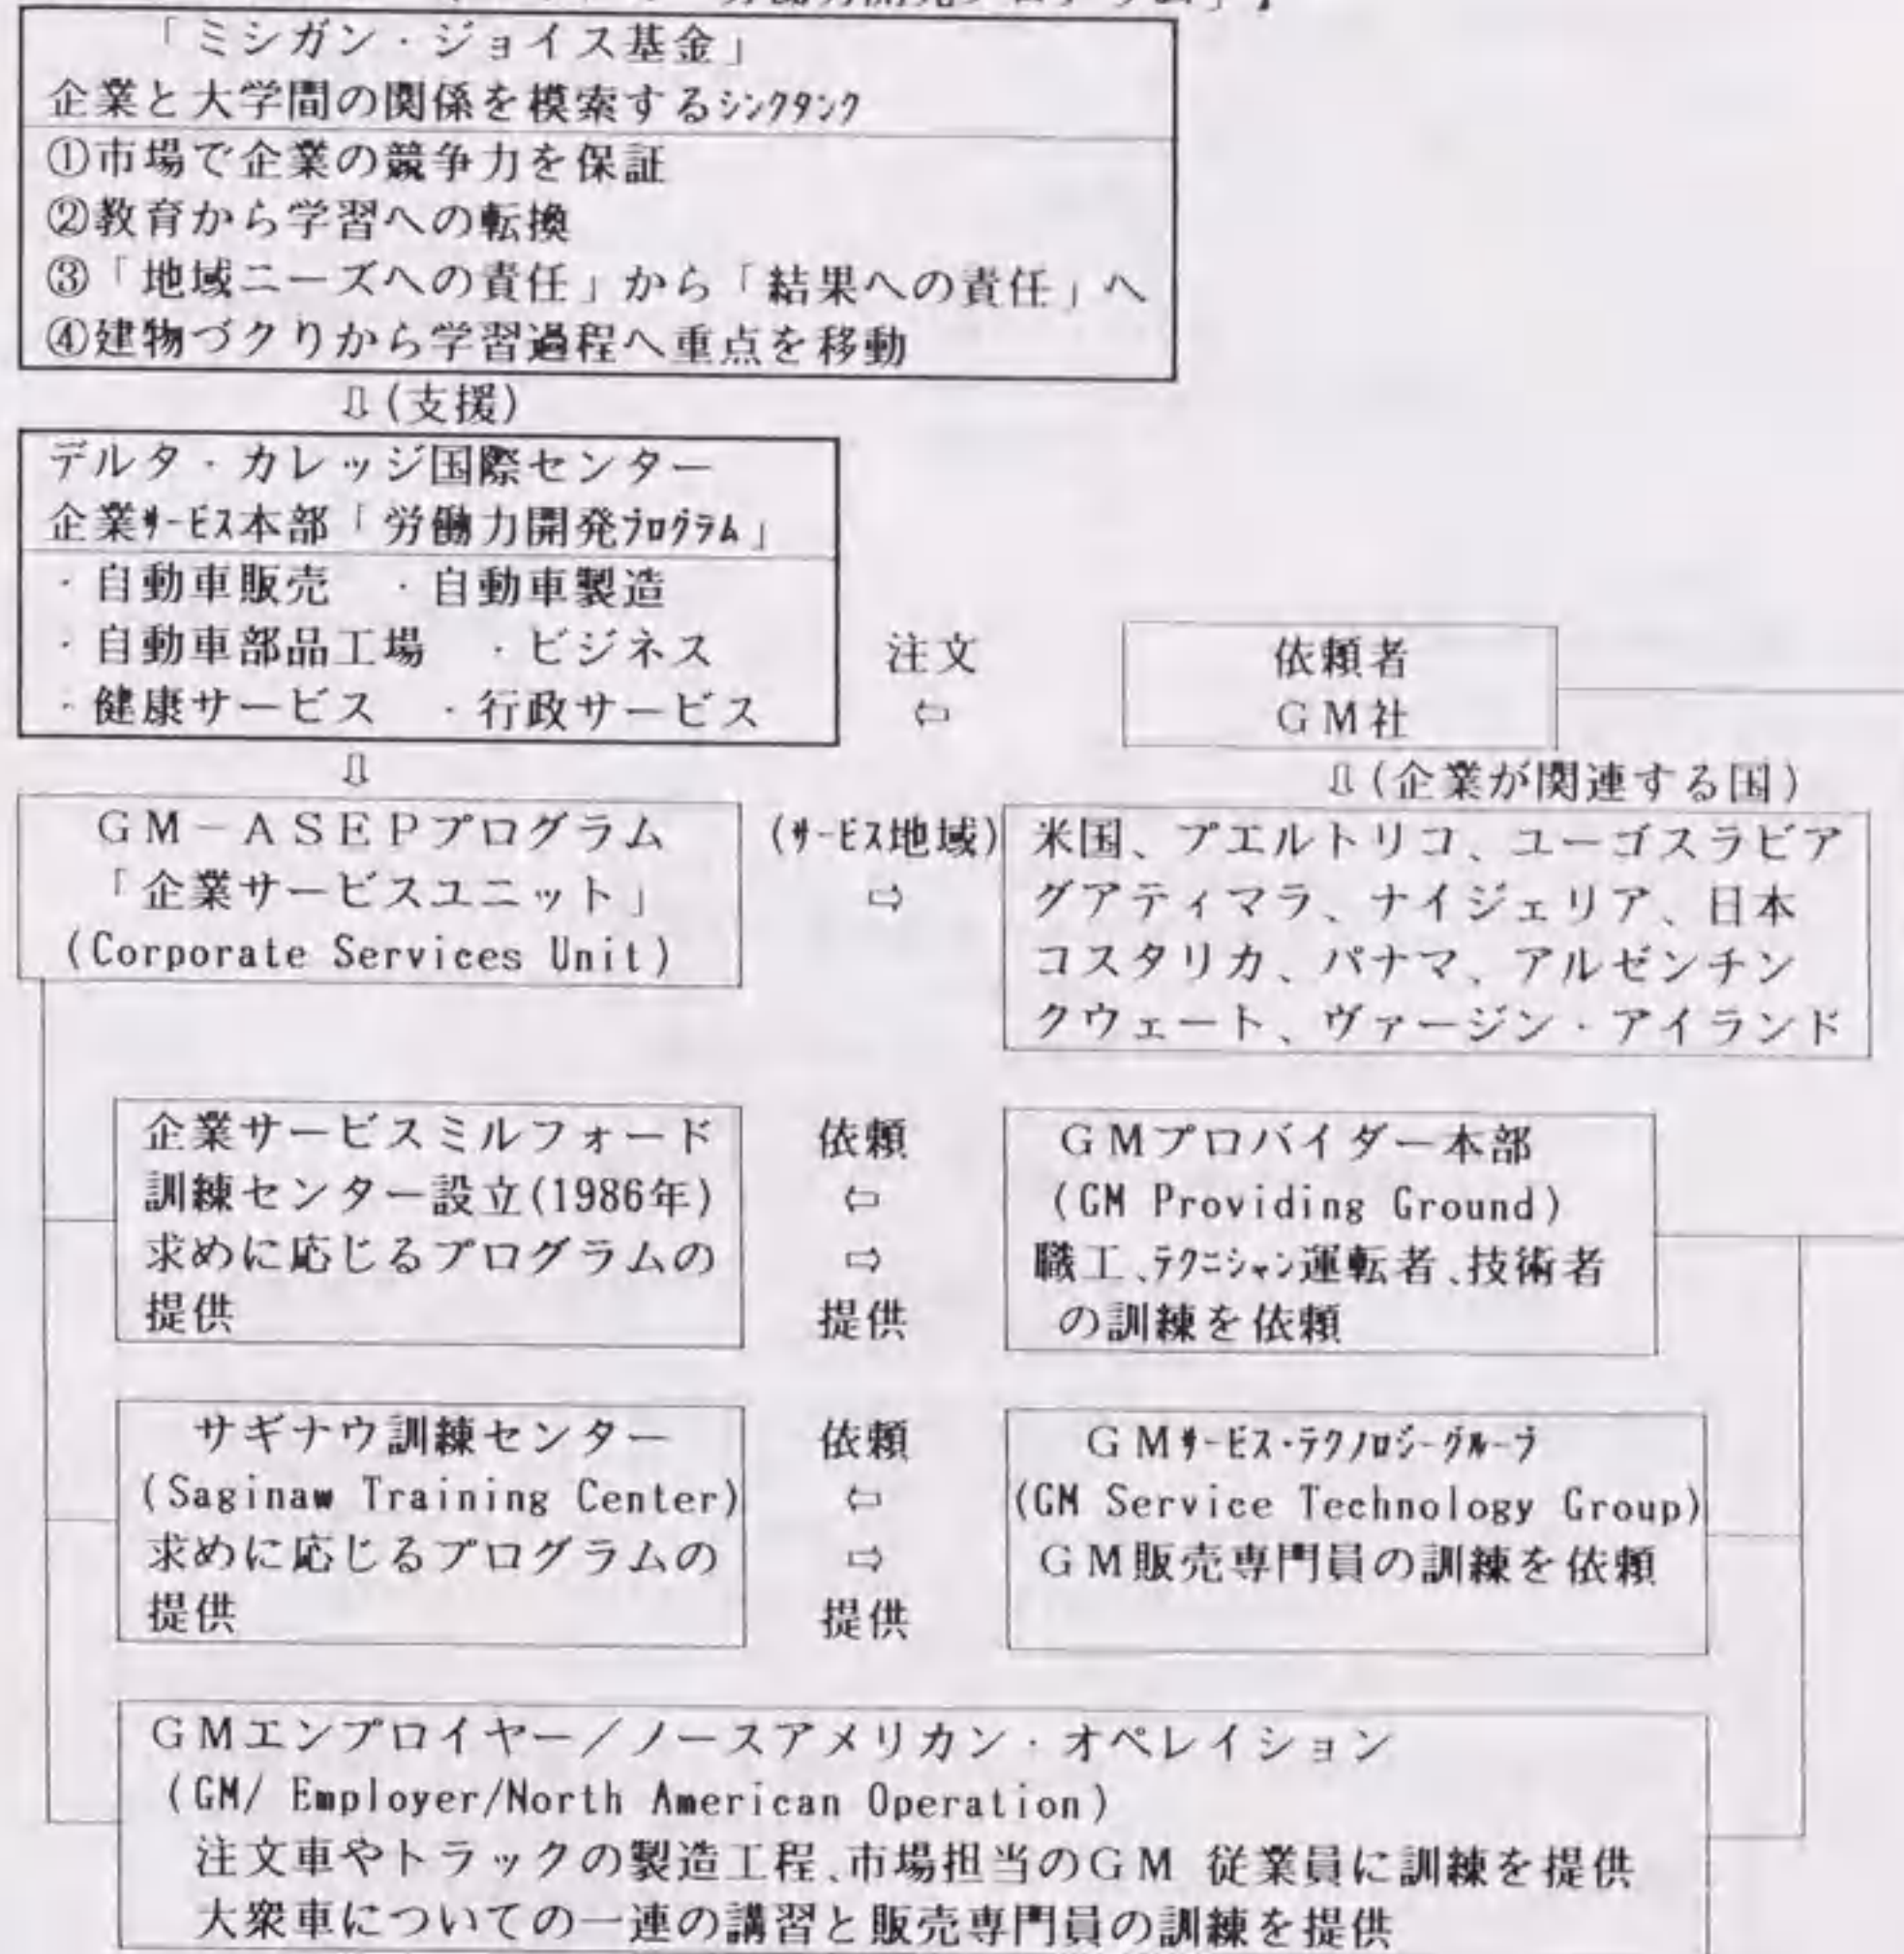 「ミシガン・ジョイス基金」
企業と大学間の関係を模索するシンクタンク
①市場で企業の競争力を保証
②教育から学習への転換
③「地域ニーズへの責任」から「結果への責任」へ
④建物づクりから学習過程へ重点を移動
⇩(支援)
デルタ・カレッジ国際センター
企業サービス本部「労働力開発プログラム」
・自動車販売 ・自動車製造
・自動車部品工場 ・ビジネス
・健康サービス ・行政サービス
注文
⇦
依頼者
GM社
⇩
⇩(企業が関連する国)
GM－ASEPプログラム
「企業サービスユニット」
(Corporate Services Unit)
(サービス地域)
⇨
米国、プエルトリコ、ユーゴスラビア
グアティマラ、ナイジェリア、日本
コスタリカ、パナマ、アルゼンチン
クウェート、ヴァージン・アイランド
企業サービスミルフォード
訓練センター設立(1986年)
求めに応じるプログラムの
提供
依頼
⇦
⇨
提供
GMプロバイダー本部
(GM Providing Ground)
職工、テクニシャン運転者、技術者
の訓練を依頼
サギナウ訓練センター
(Saginaw Training Center)
求めに応じるプログラムの
提供
依頼
⇦
⇨
提供
GMサービス・テクノロジーグループ
(GM Service Technology Group)
GM販売専門員の訓練を依頼
GMエンプロイヤー／ノースアメリカン・オペレイション
(GM/ Employer/North American Operation)
注文車やトラックの製造工程、市場担当のGM 従業員に訓練を提供
大衆車についての一連の講習と販売専門員の訓練を提供